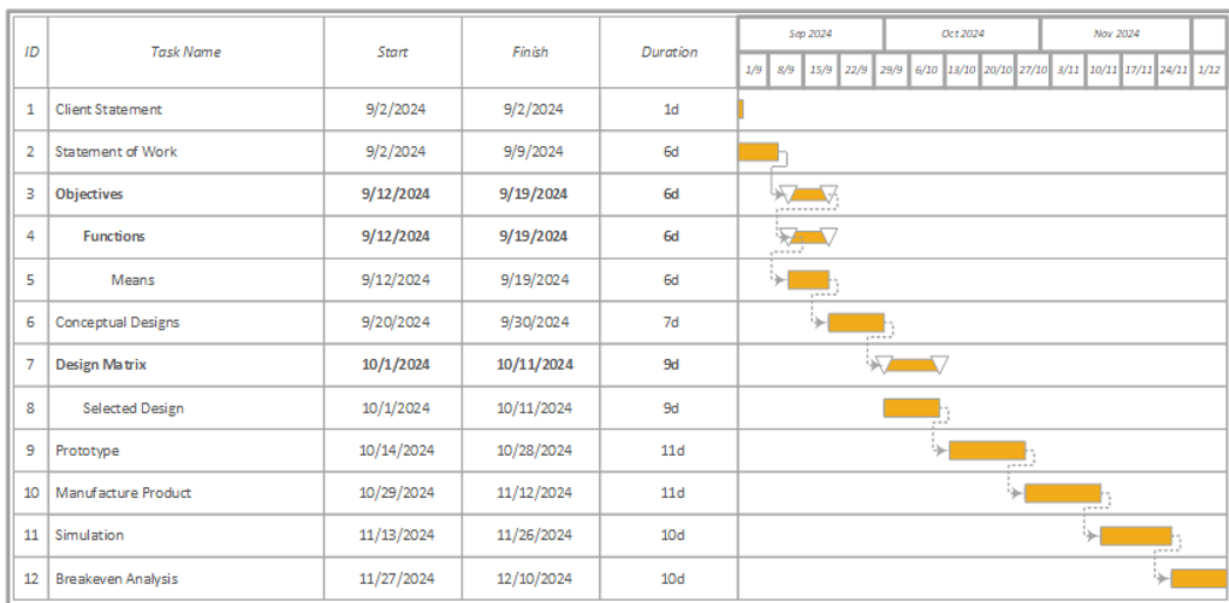 ID Task Name Start Finish Duration Sep 2024 Oct 2024 Nov 2024
1/9 8/9 15/9 22/9 29/9 6/10 13/10 20/10 27/10 3/11 10/11 17/11 24/11 1/12
1 Client Statement 9/2/2024 9/2/2024 1d
2 Statement of Work 9/2/2024 9/9/2024 6d
3 Objectives 9/12/2024 9/19/2024 6d
4 Functions 9/12/2024 9/19/2024 6d
5 Means 9/12/2024 9/19/2024 6d
6 Conceptual Designs 9/20/2024 9/30/2024 7d
7 Design Matrix 10/1/2024 10/11/2024 9d
8 Selected Design 10/1/2024 10/11/2024 9d
9 Prototype 10/14/2024 10/28/2024 11d
10 Manufacture Product 10/29/2024 11/12/2024 11d
11 Simulation 11/13/2024 11/26/2024 10d
12 Breakeven Analysis 11/27/2024 12/10/2024 10d